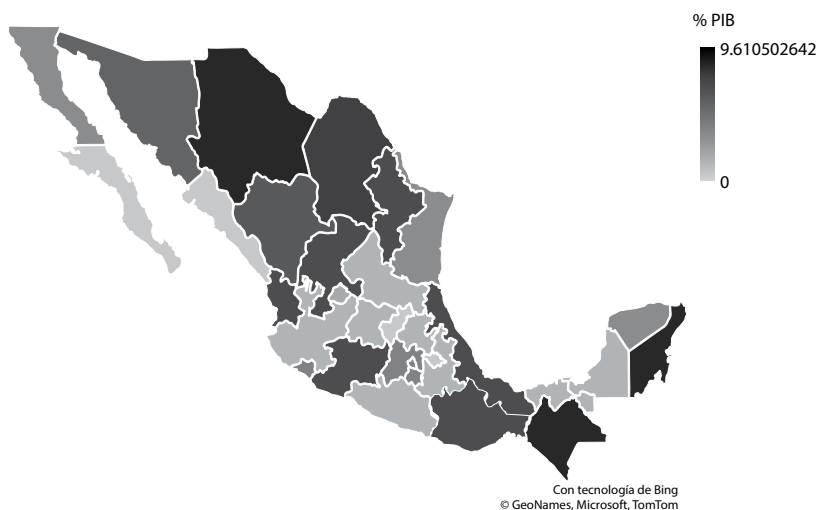 % PIB
9.610502642
0
Con tecnología de Bing
© GeoNames, Microsoft, TomTom